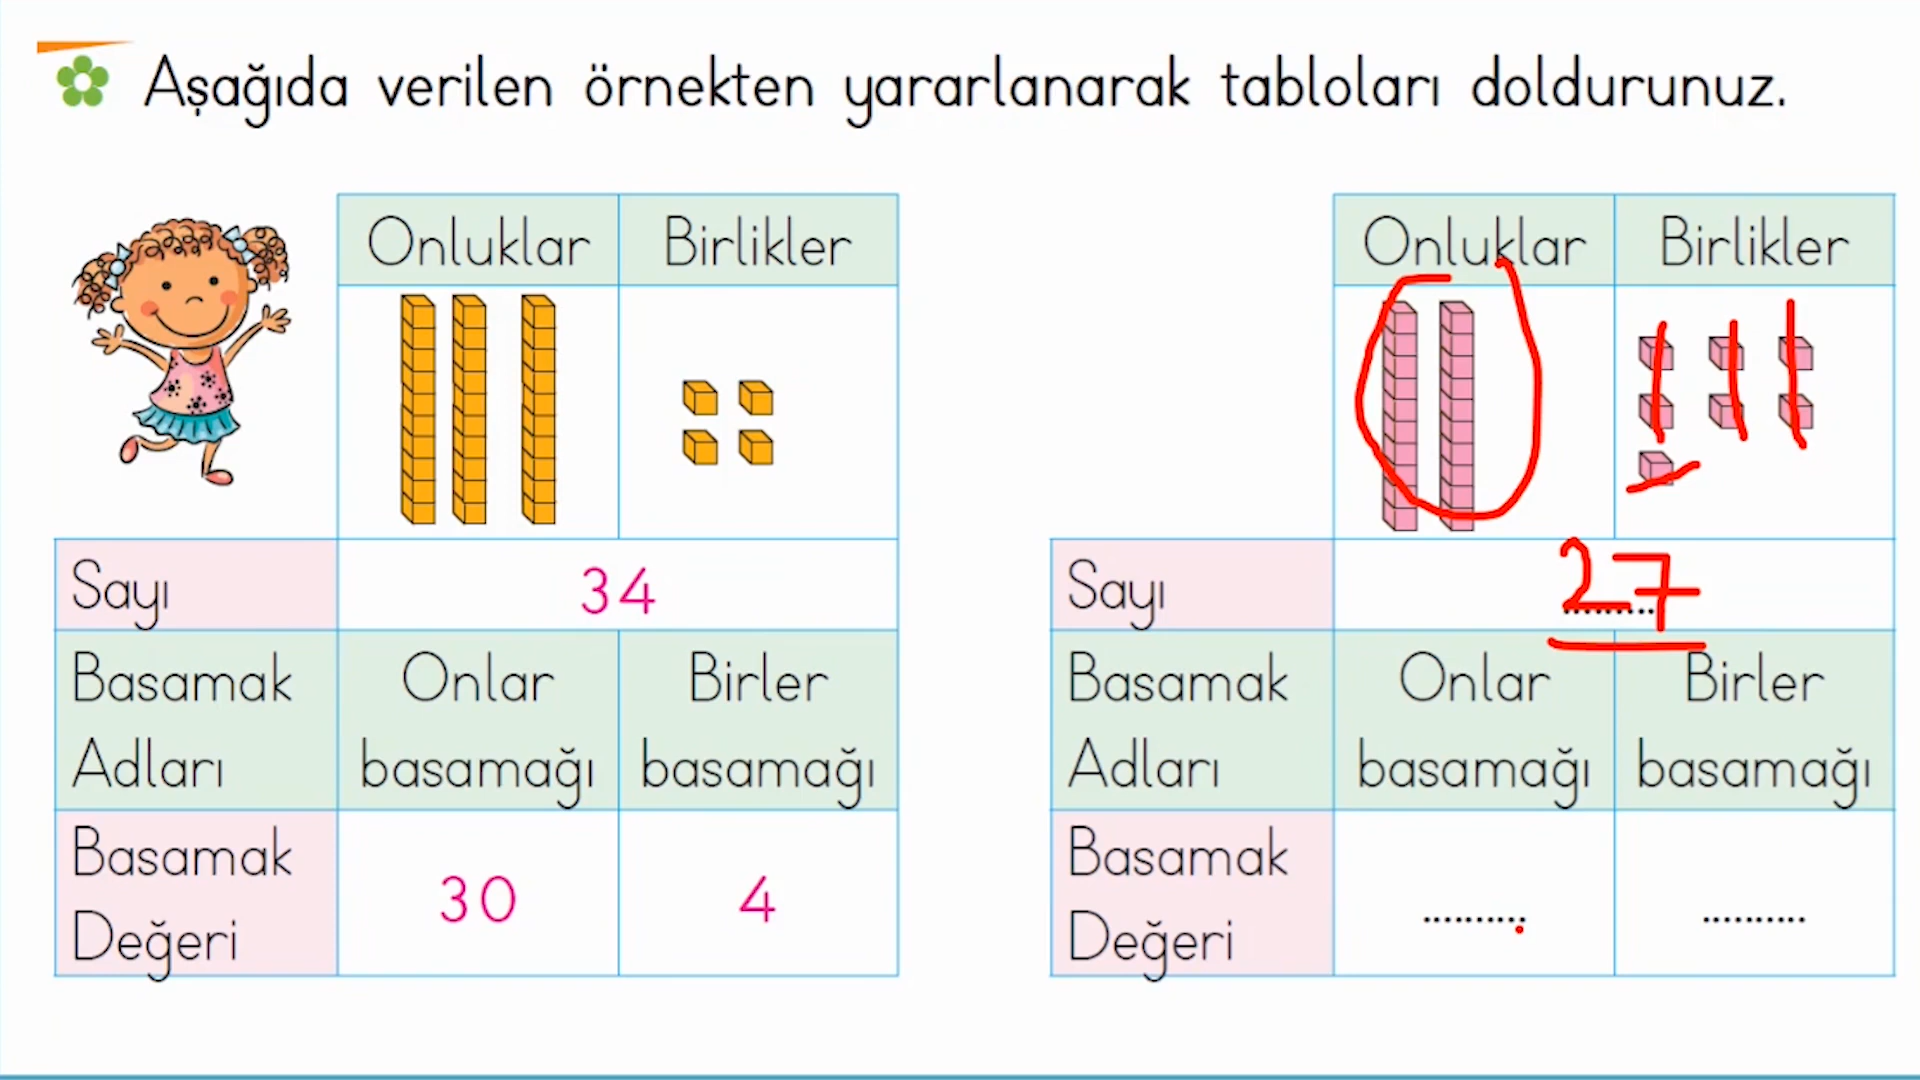 Aşağıda verilen örnekten yararlanarak tabloları doldurunuz.
Onluklar Birlikler
Sayı 34
Basamak Adları Onlar basamağı Birler basamağı
Basamak Değeri 30 4
Onluklar Birlikler
Sayı 27
Basamak Adları Onlar basamağı Birler basamağı
Basamak Değeri .......... ..........